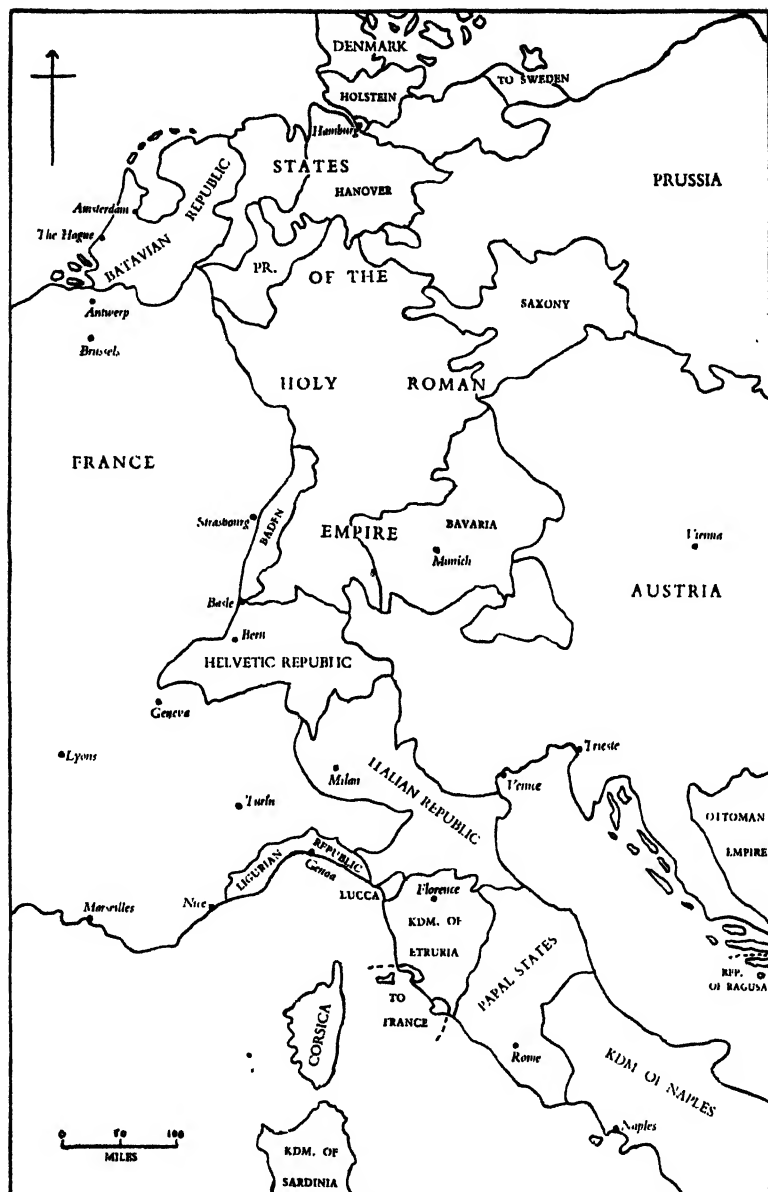 DENMARK
TO SWEDEN
HOLSTEIN
Hamburg
STATES
HANOVER
PRUSSIA
Amsterdam
BATAVIAN REPUBLIC
The Hague
PR.
OF THE
SAXONY
Antwerp
Brussels
HOLY ROMAN
FRANCE
Strasbourg
BADEN
EMPIRE
BAVARIA
Munich
Vienna
AUSTRIA
Basle
Bern
HELVETIC REPUBLIC
Geneva
Lyons
Trieste
Milan
ITALIAN REPUBLIC
Venice
Turin
OTTOMAN
EMPIRE
LIGURIAN REPUBLIC
Genoa
LUCCA
Florence
Marseilles
Nice
KDM. OF
ETRURIA
PAPAL STATES
REP.
OF RAGUSA
TO
FRANCE
CORSICA
Rome
KDM OF NAPLES
Naples
0 50 100
MILES
KDM. OF
SARDINIA